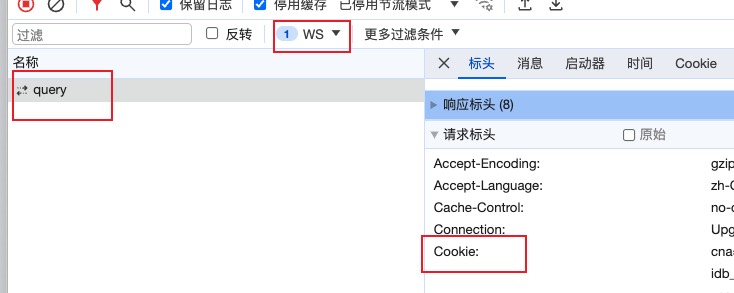 保留日志 停用缓存 已停用节流模式
过滤 反转 1 WS 更多过滤条件
名称
query
标头 消息 启动器 时间 Cookie
响应标头 (8)
请求标头 原始
Accept-Encoding: gzip
Accept-Language: zh-C
Cache-Control: no-c
Connection: Upg
Cookie: cna=
idb_